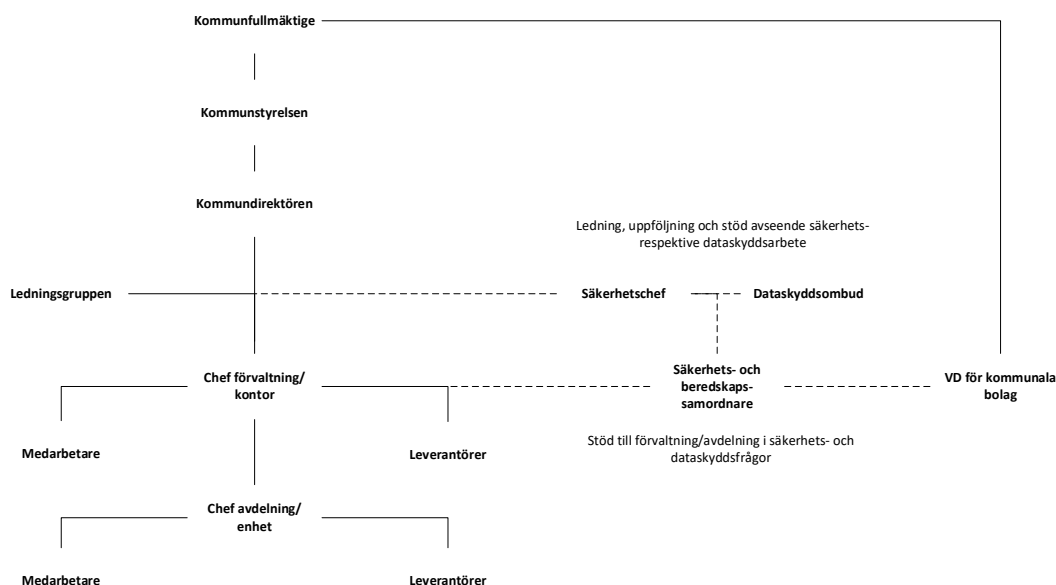 Kommunfullmäktige
Kommunstyrelsen
Kommundirektören
Ledning, uppföljning och stöd avseende säkerhets-
respektive dataskyddsarbete
Ledningsgruppen
Säkerhetschef
Dataskyddsombud
Chef förvaltning/
kontor
Säkerhets- och
beredskaps-
samordnare
VD för kommunala
bolag
Medarbetare
Leverantörer
Stöd till förvaltning/avdelning i säkerhets- och
dataskyddsfrågor
Chef avdelning/
enhet
Medarbetare
Leverantörer